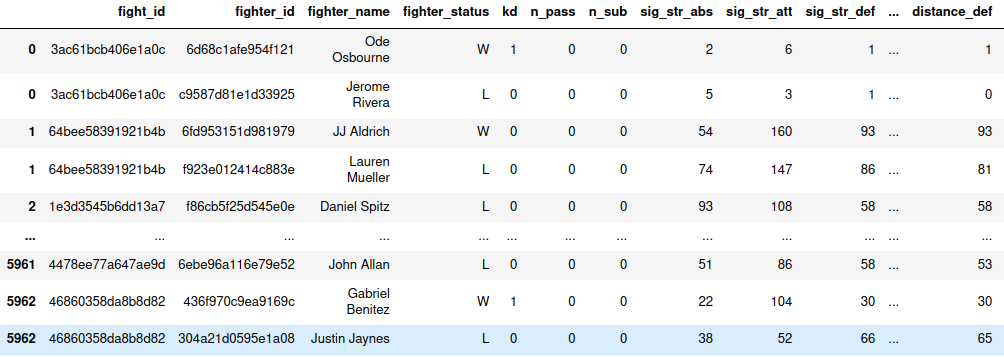 fight_id fighter_id fighter_name fighter_status kd n_pass n_sub sig_str_abs sig_str_att sig_str_def ... distance_def
0 3ac61bcb406e1a0c 6d68c1afe954f121 Ode Osbourne W 1 0 0 2 6 1 ... 1
0 3ac61bcb406e1a0c c9587d81e1d33925 Jerome Rivera L 0 0 0 5 3 1 ... 0
1 64bee58391921b4b 6fd953151d981979 JJ Aldrich W 0 0 0 54 160 93 ... 93
1 64bee58391921b4b f923e012414c883e Lauren Mueller L 0 0 0 74 147 86 ... 81
2 1e3d3545b6dd13a7 f86cb5f25d545e0e Daniel Spitz L 0 0 0 93 108 58 ... 58
... ... ... ... ... ... ... ... ... ... ... ... ...
5961 4478ee77a647ae9d 6ebe96a116e79e52 John Allan L 0 0 0 51 86 58 ... 53
5962 46860358da8b8d82 436f970c9ea9169c Gabriel Benitez W 1 0 0 22 104 30 ... 30
5962 46860358da8b8d82 304a21d0595e1a08 Justin Jaynes L 0 0 0 38 52 66 ... 65